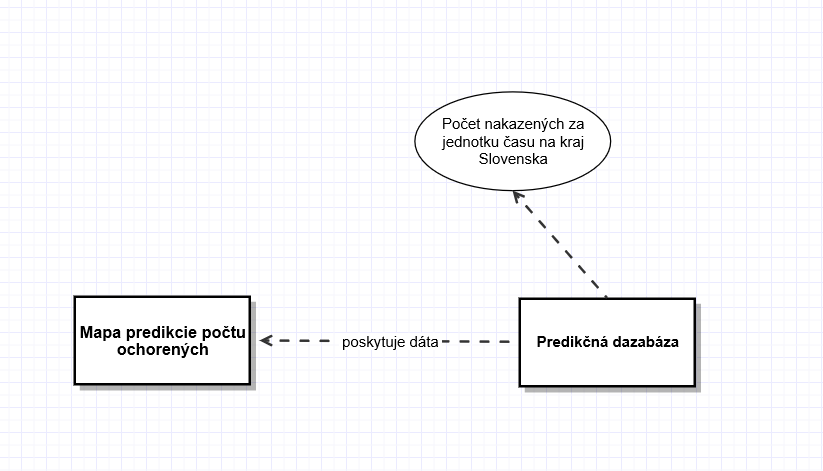 Počet nakazených za
jednotku času na kraj
Slovenska
Mapa predikcie počtu
ochorených
poskytuje dáta
Predikčná dazabáza